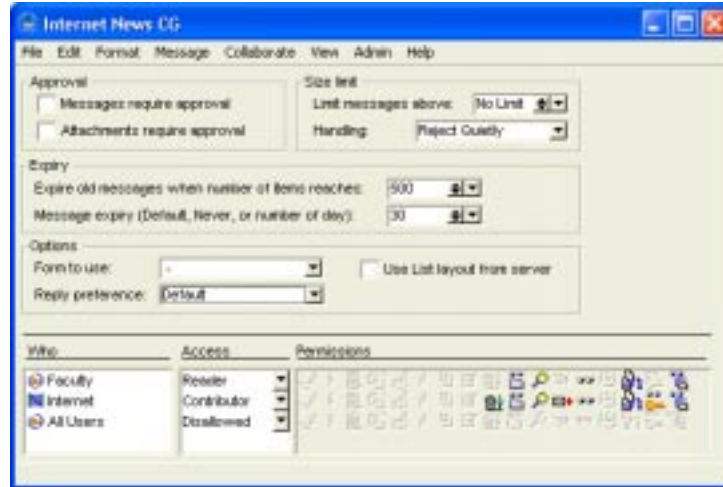 Internet News CG
File Edit Format Message Collaborate View Admin Help
Approval
Messages require approval
Attachments require approval
Size limit
Limit messages above: No Limit
Handling: Reject Quietly
Expiry
Expire old messages when number of items reaches: 500
Message expiry (Default, Never, or number of day): 30
Options
Form to use: -
Use List layout from server
Reply preference: Default
Who Access Permissions
Faculty Reader
Internet Contributor
All Users Disallowed